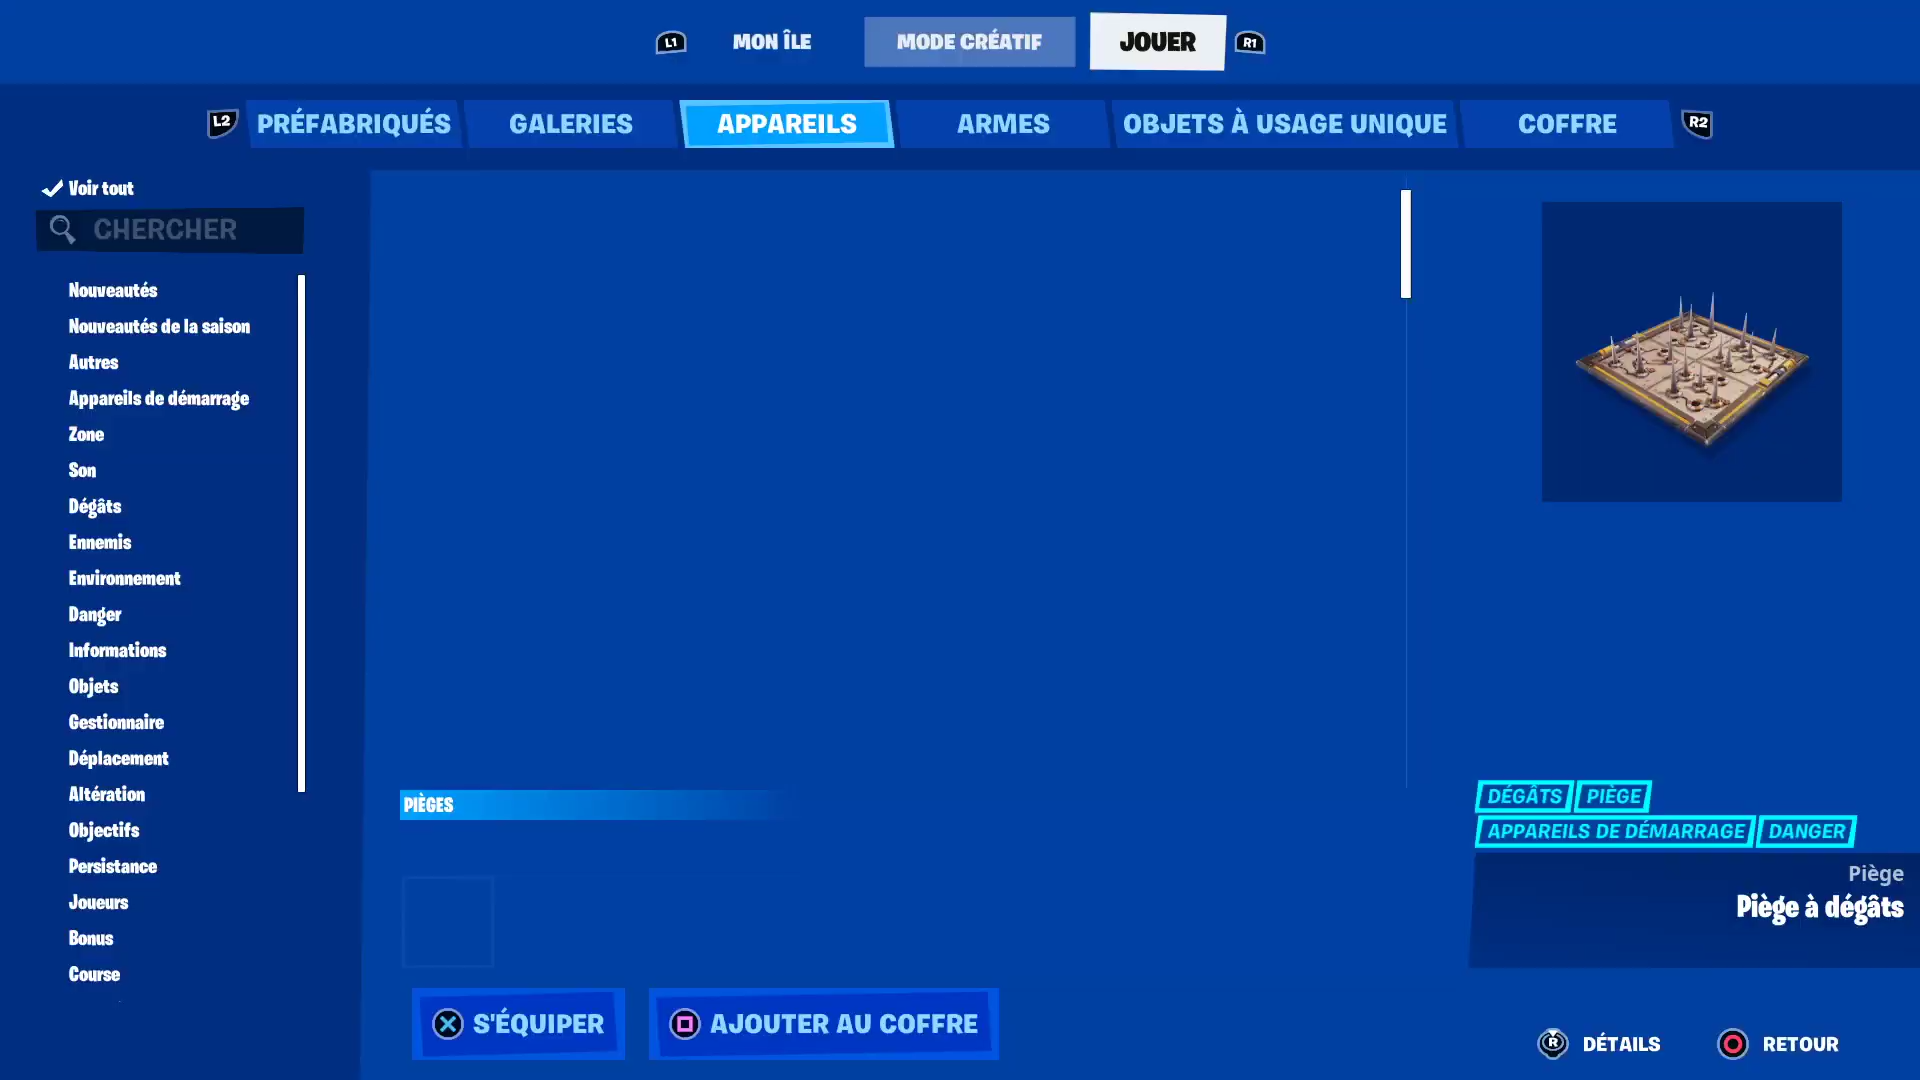 L1 MON ÎLE MODE CRÉATIF JOUER R1
L2 PRÉFABRIQUÉS GALERIES APPAREILS ARMES OBJETS À USAGE UNIQUE COFFRE R2
Voir tout
CHERCHER
Nouveautés
Nouveautés de la saison
Autres
Appareils de démarrage
Zone
Son
Dégâts
Ennemis
Environnement
Danger
Informations
Objets
Gestionnaire
Déplacement
Altération
Objectifs
Persistance
Joueurs
Bonus
Course
PIÈGES
DÉGÂTS PIÈGE
APPAREILS DE DÉMARRAGE DANGER
Piège
Piège à dégâts
S'ÉQUIPER AJOUTER AU COFFRE
R DÉTAILS RETOUR